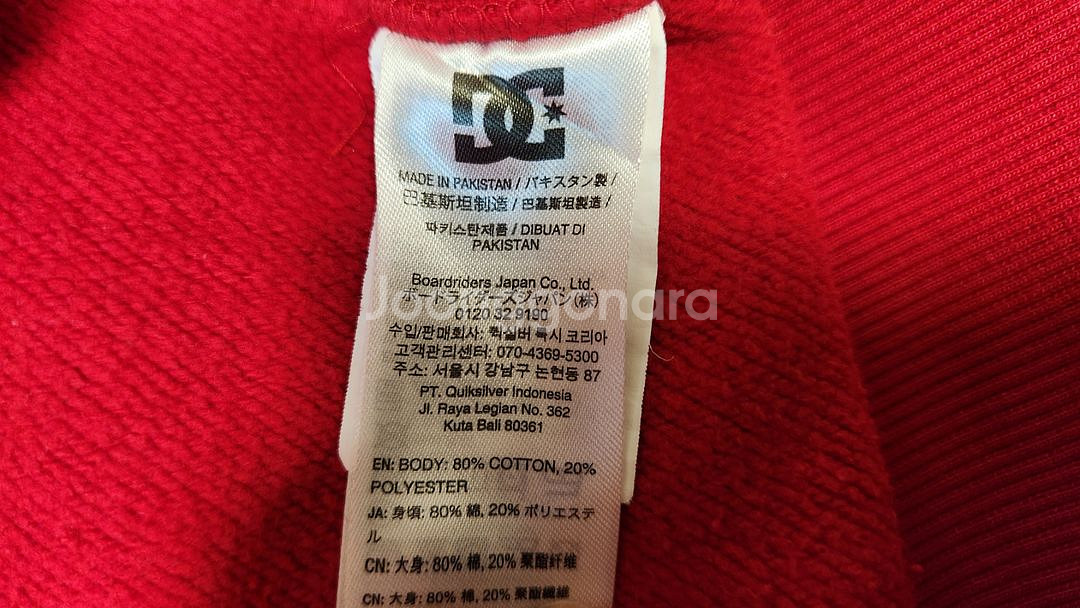 DC
MADE IN PAKISTAN / パキスタン製 /
巴基斯坦制造 / 巴基斯坦製造 /
파키스탄제품 / DIBUAT DI
PAKISTAN
Boardriders Japan Co., Ltd.
ボードライダーズジャパン(株)
0120 32 9190
수입/판매회사: 퀵실버 록시 코리아
고객관리센터: 070-4369-5300
주소: 서울시 강남구 논현동 87
PT. Quiksilver Indonesia
Jl. Raya Legian No. 362
Kuta Bali 80361
EN: BODY: 80% COTTON, 20%
POLYESTER
JA: 身頃: 80% 綿, 20% ポリエステ
ル
CN: 大身: 80% 棉, 20% 聚酯纤维
CN: 大身: 80% 棉, 20% 聚酯纖維